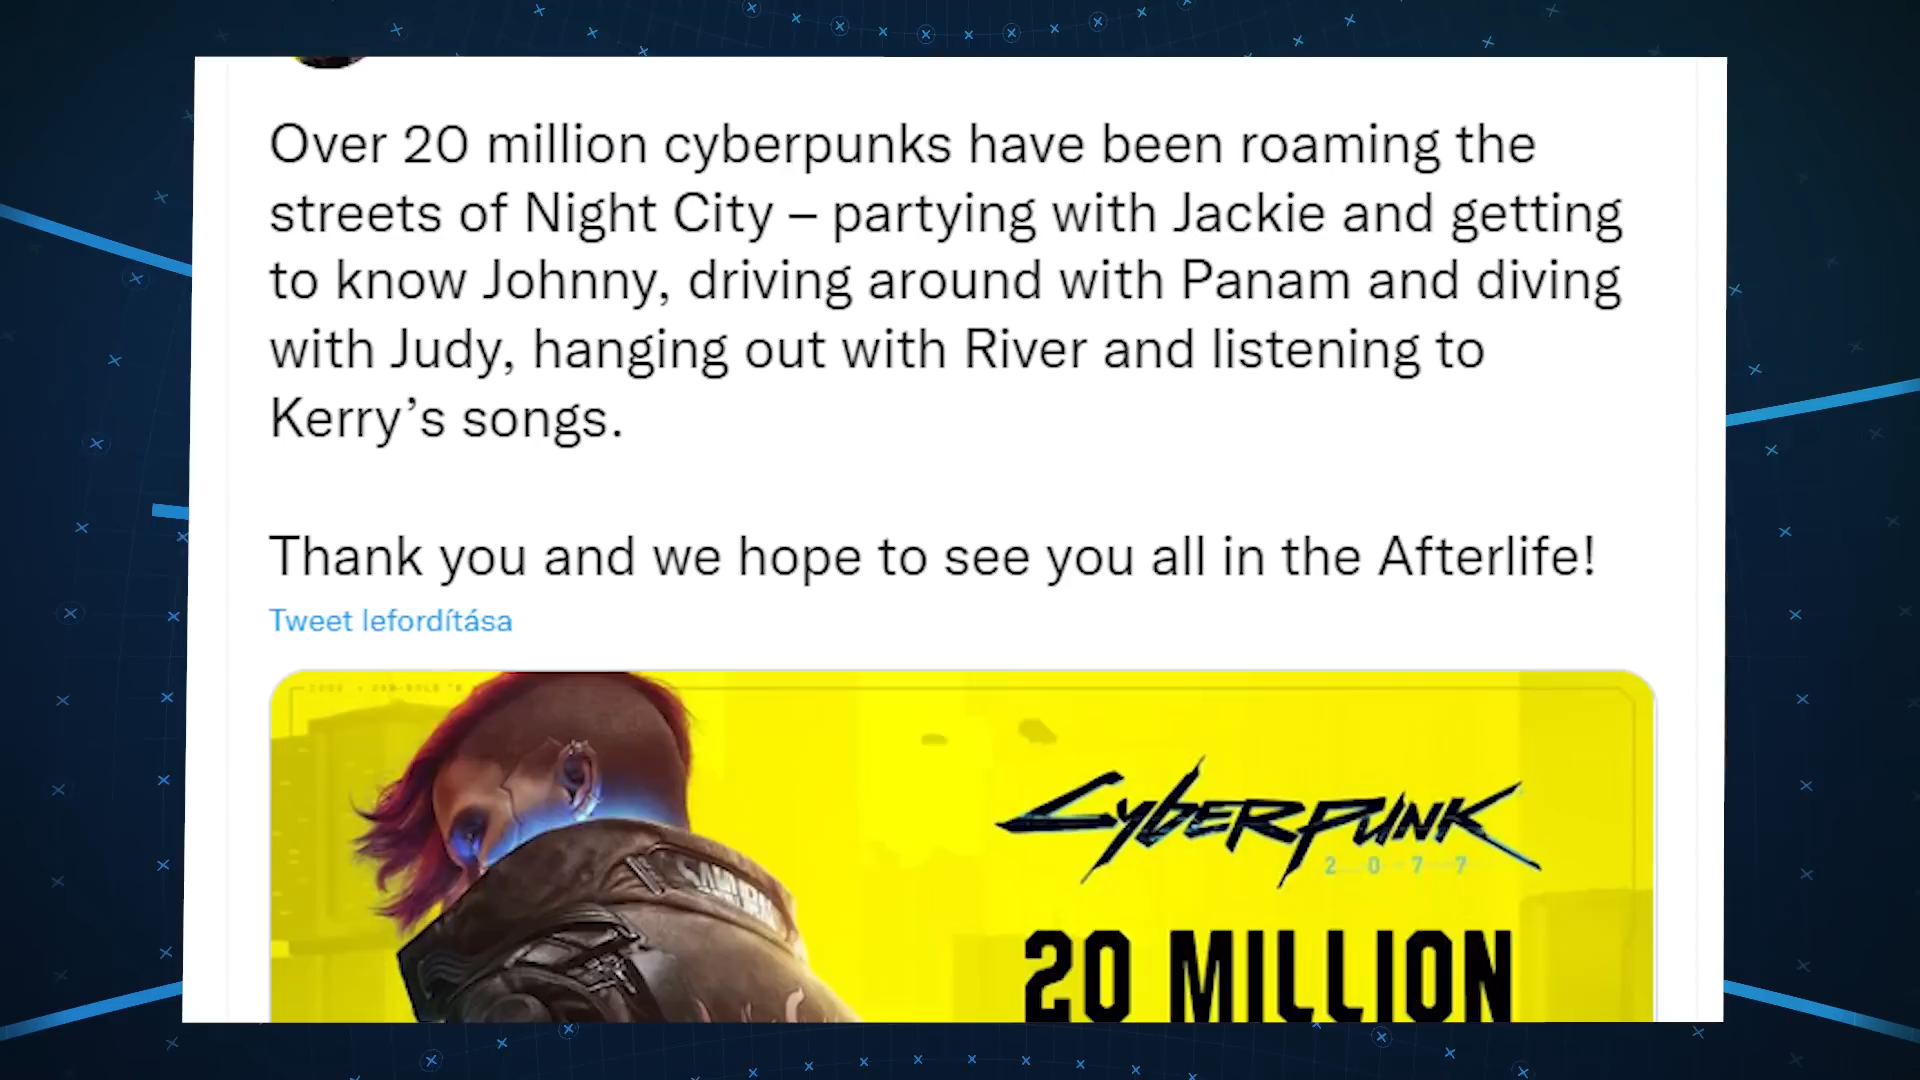 Over 20 million cyberpunks have been roaming the
streets of Night City – partying with Jackie and getting
to know Johnny, driving around with Panam and diving
with Judy, hanging out with River and listening to
Kerry’s songs.
Thank you and we hope to see you all in the Afterlife!
Tweet lefordítása
SAMURAI
CYBERPUNK
2077
20 MILLION